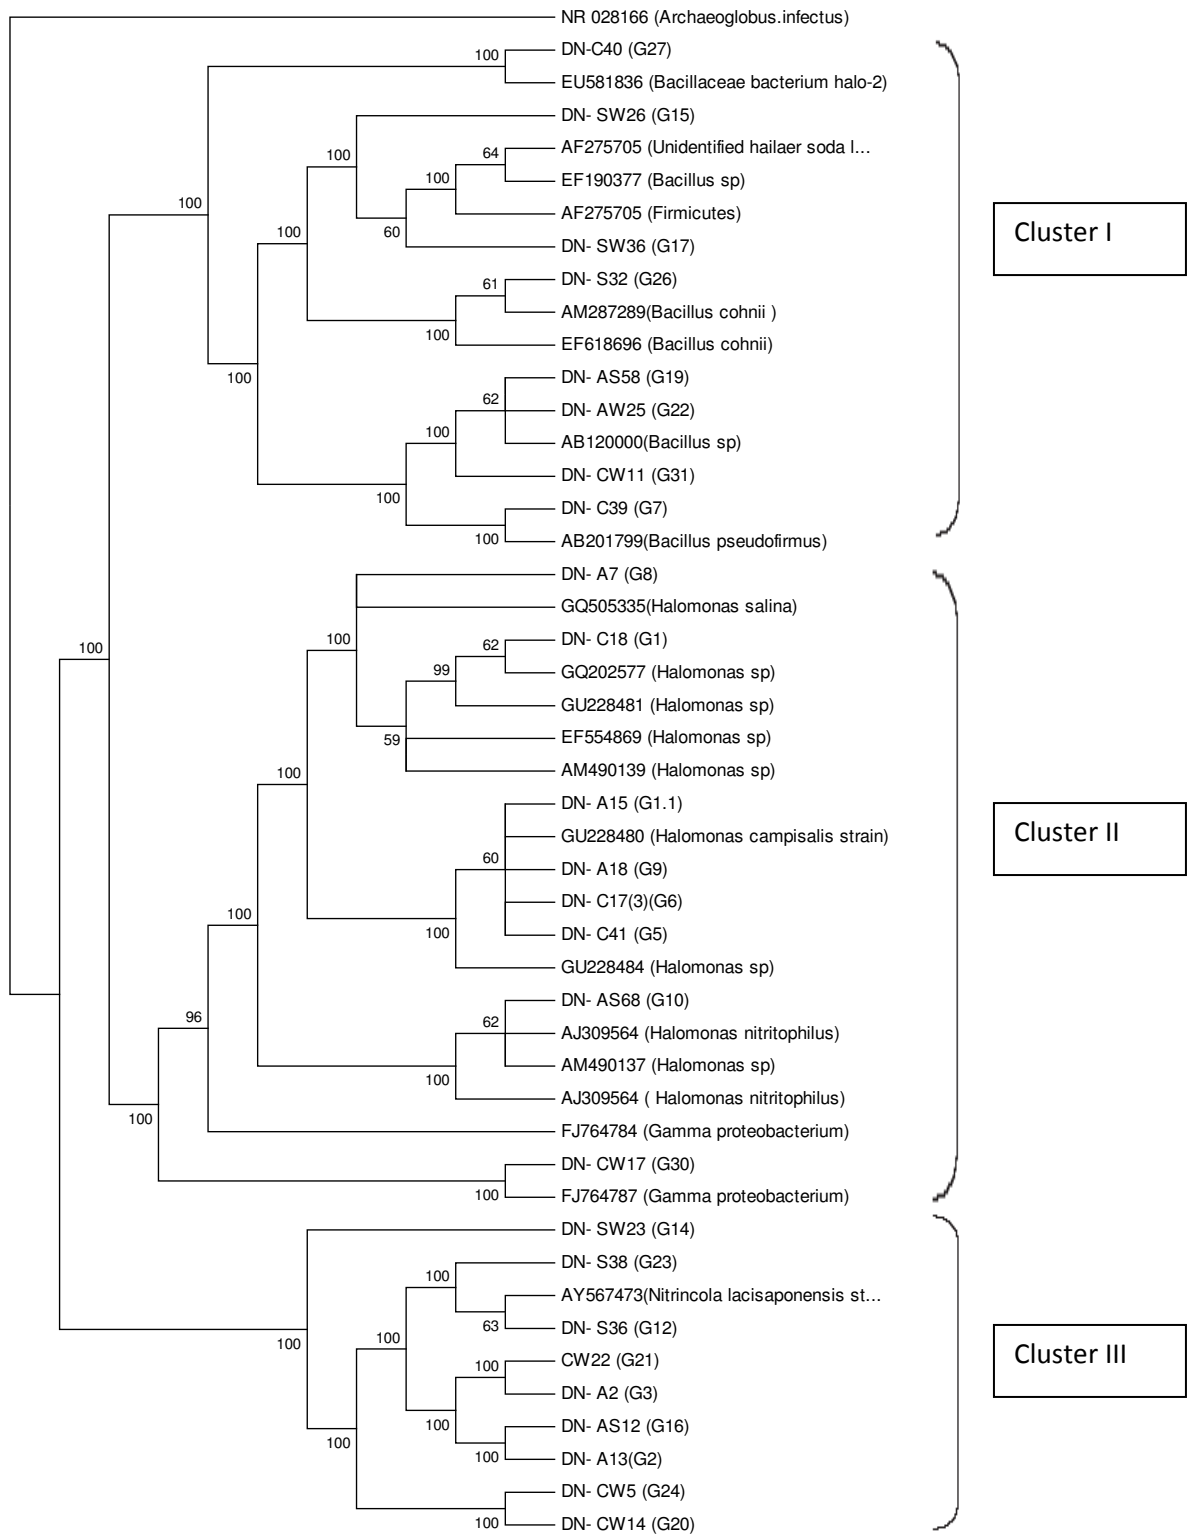 NR 028166 (Archaeoglobus.infectus)
DN-C40 (G27)
100
EU581836 (Bacillaceae bacterium halo-2)
DN- SW26 (G15)
AF275705 (Unidentified hailaer soda l...
64
100
EF190377 (Bacillus sp)
100
AF275705 (Firmicutes)
100
60
100
DN- SW36 (G17)
Cluster I
DN- S32 (G26)
61
AM287289(Bacillus cohnii )
100
EF618696 (Bacillus cohnii)
100
DN- AS58 (G19)
62
DN- AW25 (G22)
100
AB120000(Bacillus sp)
DN- CW11 (G31)
100
DN- C39 (G7)
100
AB201799(Bacillus pseudofirmus)
DN- A7 (G8)
GQ505335(Halomonas salina)
100
DN- C18 (G1)
100
62
99
GQ202577 (Halomonas sp)
GU228481 (Halomonas sp)
59
EF554869 (Halomonas sp)
100
AM490139 (Halomonas sp)
DN- A15 (G1.1)
GU228480 (Halomonas campisalis strain)
Cluster II
60
DN- A18 (G9)
DN- C17(3)(G6)
100
100
DN- C41 (G5)
GU228484 (Halomonas sp)
DN- AS68 (G10)
96
62
AJ309564 (Halomonas nitritophilus)
AM490137 (Halomonas sp)
100
AJ309564 ( Halomonas nitritophilus)
100
FJ764784 (Gamma proteobacterium)
DN- CW17 (G30)
100
FJ764787 (Gamma proteobacterium)
DN- SW23 (G14)
DN- S38 (G23)
100
AY567473(Nitrincola lacisaponensis st...
63
DN- S36 (G12)
100
100
CW22 (G21)
Cluster III
100
DN- A2 (G3)
100
DN- AS12 (G16)
100
100
DN- A13(G2)
DN- CW5 (G24)
100
DN- CW14 (G20)